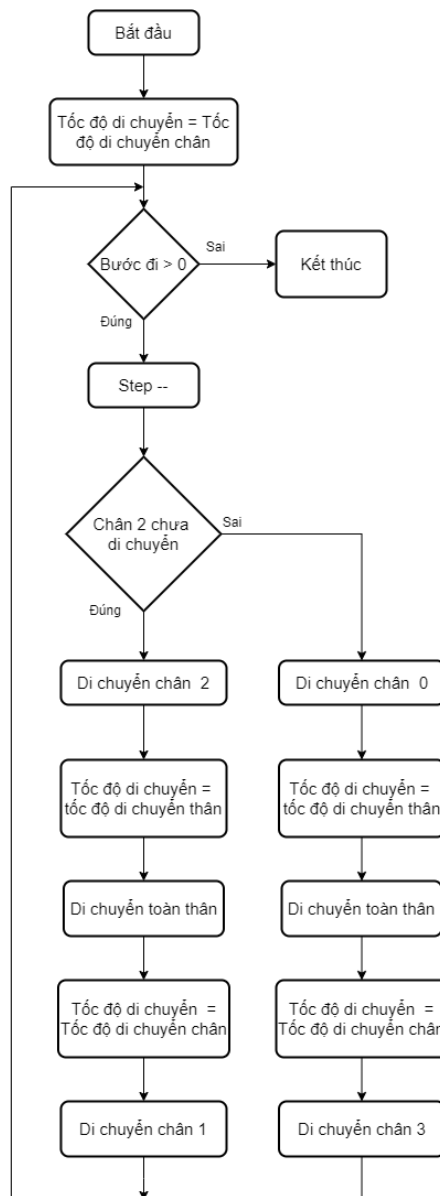 Bắt đầu
Tốc độ di chuyển = Tốc
độ di chuyển chân
Bước đi > 0
Sai
Kết thúc
Đúng
Step --
Chân 2 chưa
di chuyển
Sai
Đúng
Di chuyển chân 2
Di chuyển chân 0
Tốc độ di chuyển =
tốc độ di chuyển thân
Tốc độ di chuyển =
tốc độ di chuyển thân
Di chuyển toàn thân
Di chuyển toàn thân
Tốc độ di chuyển =
Tốc độ di chuyển chân
Tốc độ di chuyển =
Tốc độ di chuyển chân
Di chuyển chân 1
Di chuyển chân 3